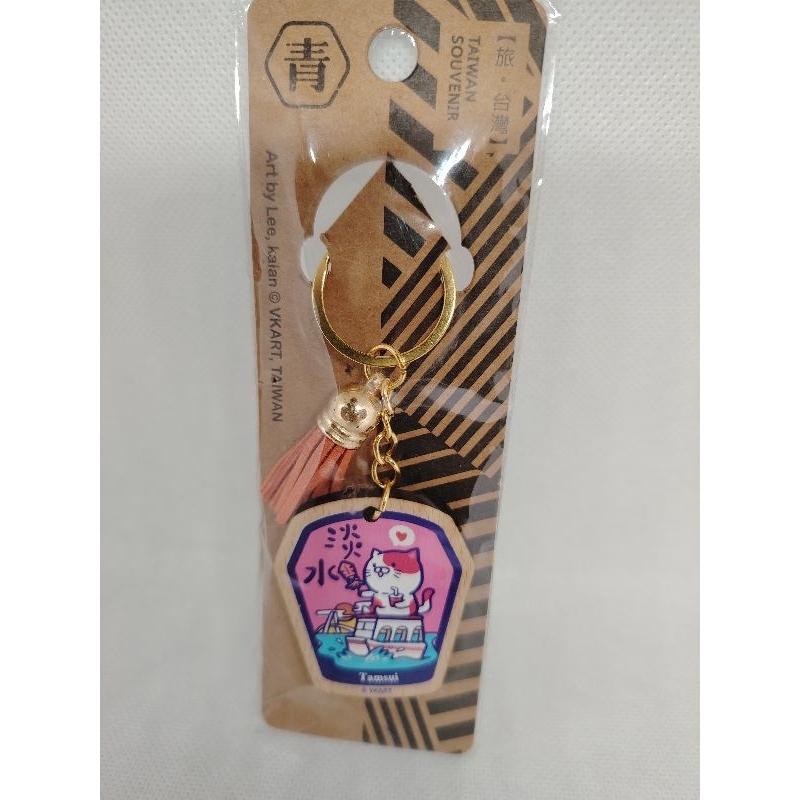 青
【旅・台灣】
TAIWAN
SOUVENIR
Art by Lee, kaian © VKART, TAIWAN
淡水
Tamsui
© VKART